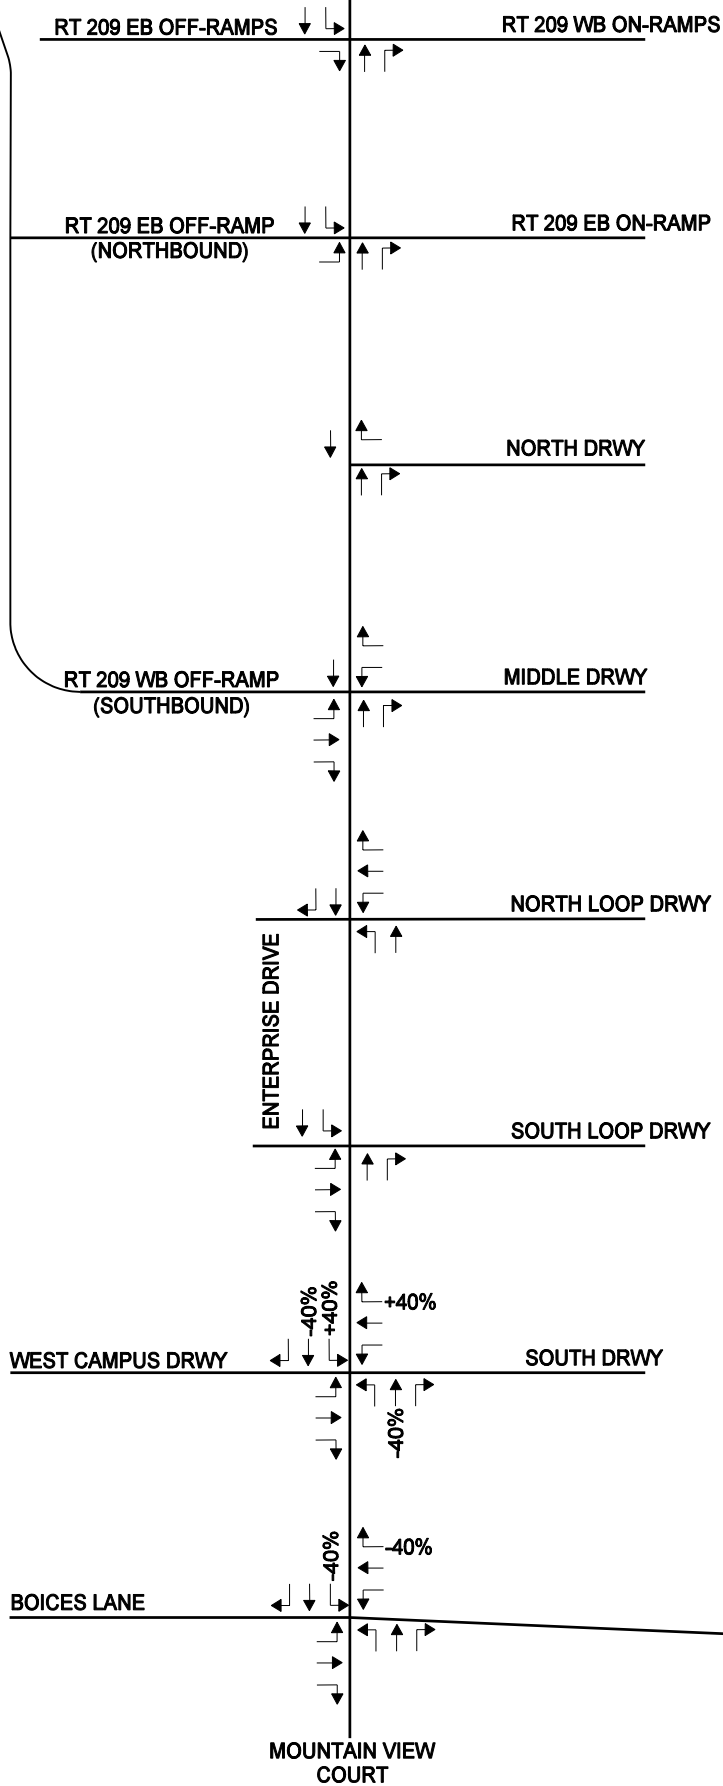 RT 209 EB OFF-RAMPS
RT 209 WB ON-RAMPS
RT 209 EB OFF-RAMP
(NORTHBOUND)
RT 209 EB ON-RAMP
NORTH DRWY
RT 209 WB OFF-RAMP
(SOUTHBOUND)
MIDDLE DRWY
NORTH LOOP DRWY
ENTERPRISE DRIVE
SOUTH LOOP DRWY
-40%
+40%
+40%
WEST CAMPUS DRWY
SOUTH DRWY
-40%
-40%
-40%
BOICES LANE
MOUNTAIN VIEW
COURT